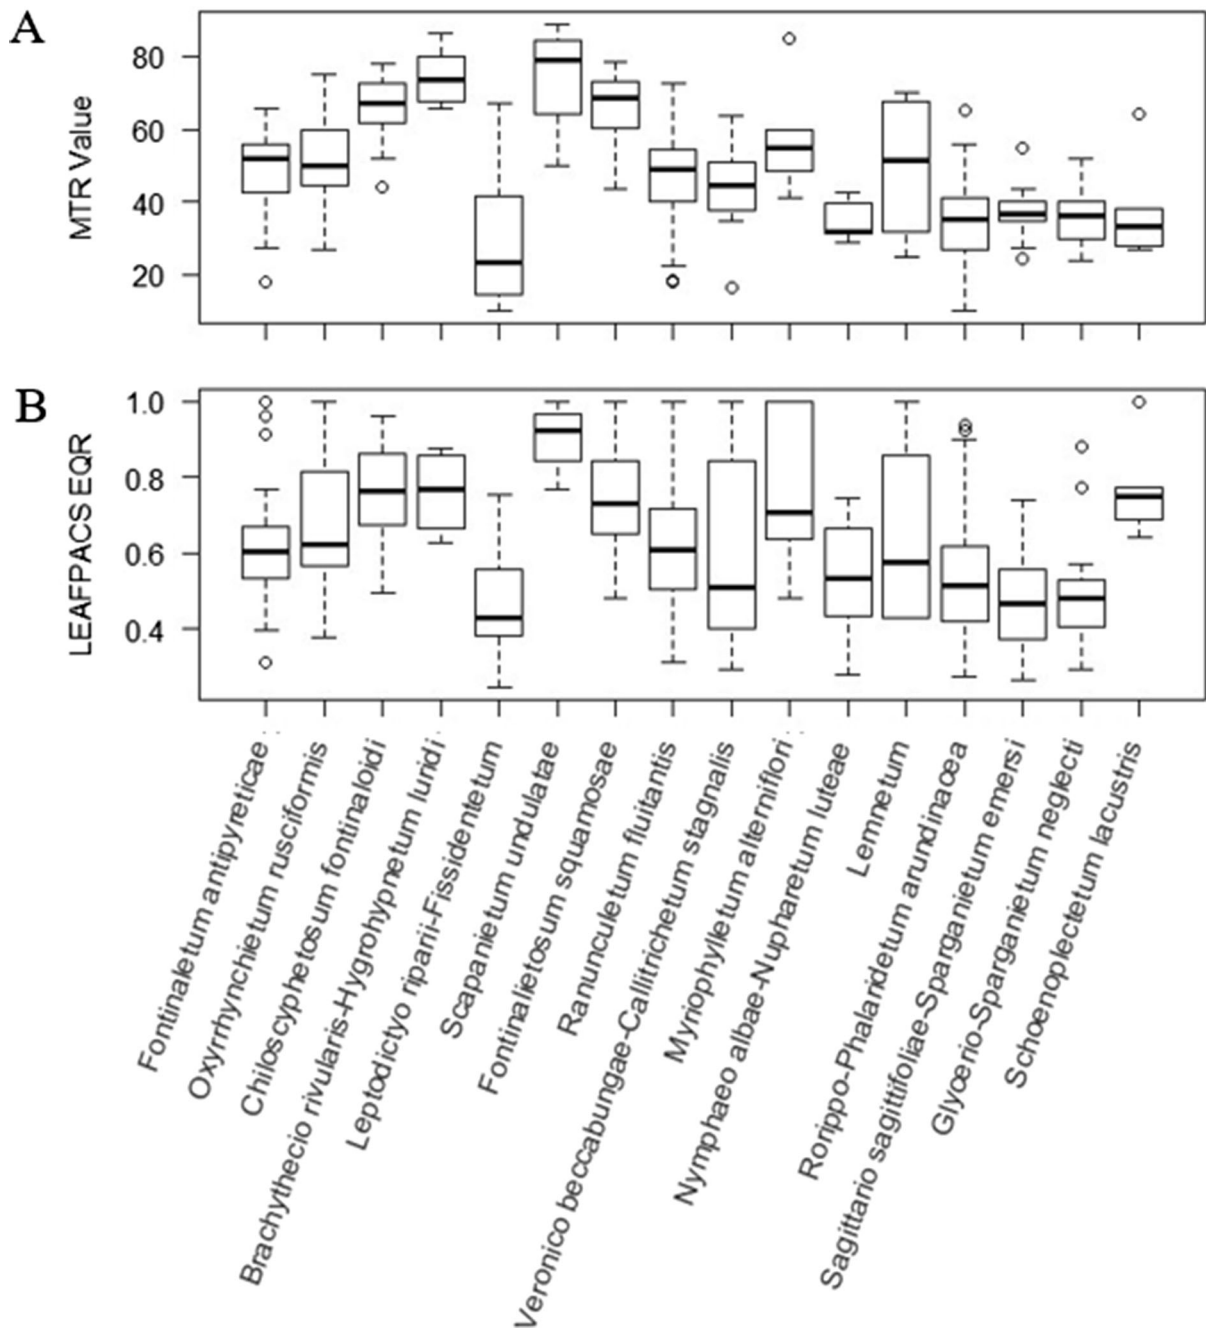 A
MTR Value
80
60
40
20
B
LEAFPACS EQR
1.0
0.8
0.6
0.4
Fontinaletum antipyreticae
Oxyrrhynchietum rusciformis
Chiloscyphetosum fontinaloidi
Brachythecio rivularis-Hygrohypnetum luridi
Leptodictyo riparii-Fissidentetum
Scapanietum undulatae
Fontinalietosum squamosae
Ranunculetum fluitantis
Veronico beccabungae-Callitrichetum stagnalis
Myriophylletum alterniflori
Nymphaeo albae-Nupharetum luteae
Lemnetum
Rorippo-Phalaridetum arundinacea
Sagittario sagittifoliae-Sparganietum emersi
Glycerio-Sparganietum neglecti
Schoenoplectetum lacustris